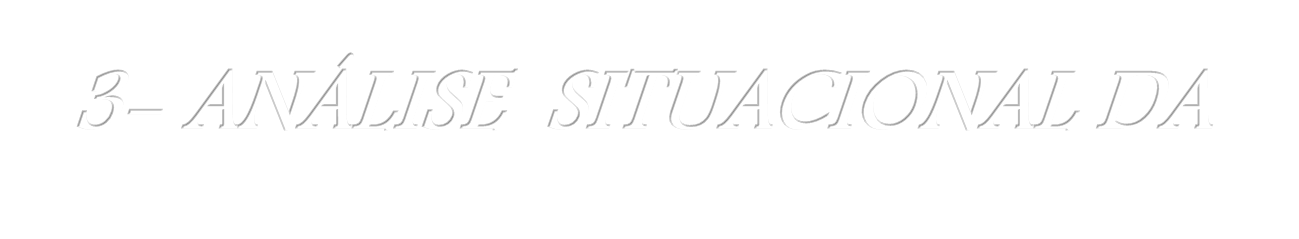 3– ANÁLISE SITUACIONAL DA